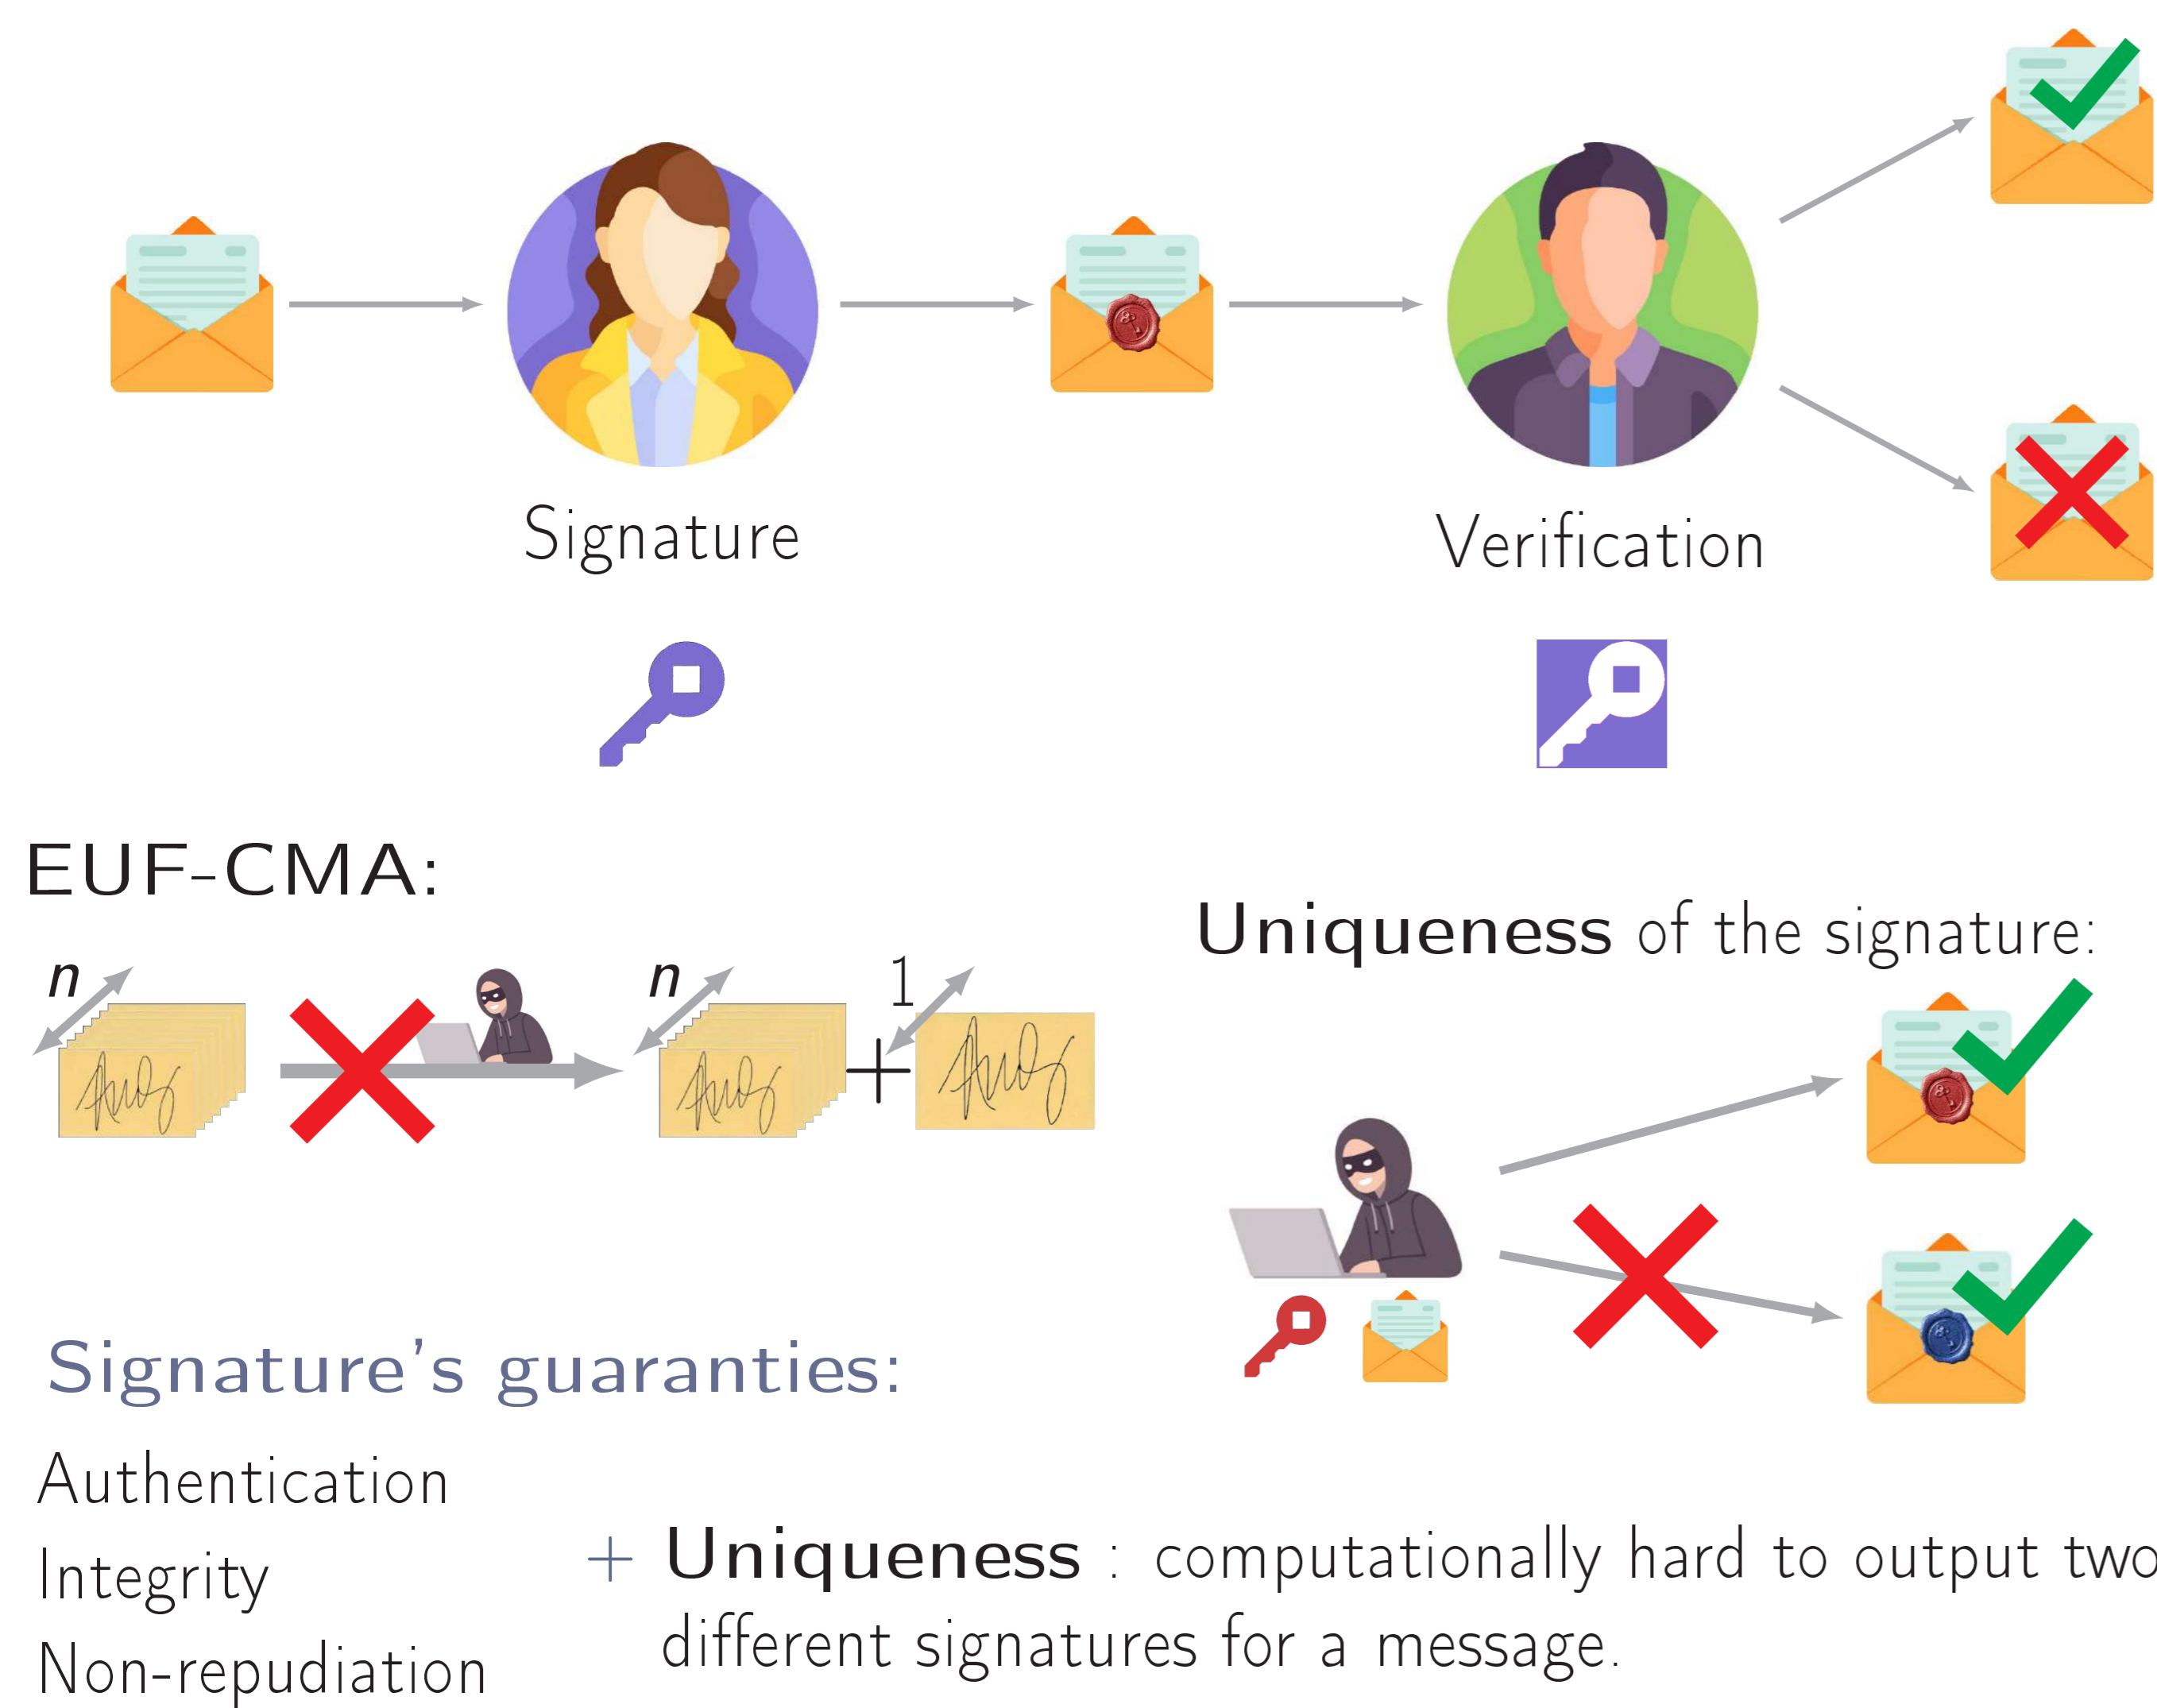 Signature
Verification
EUF-CMA:
n
n
1
+
Uniqueness of the signature:
Signature's guaranties:
Authentication
Integrity
Non-repudiation
+ Uniqueness : computationally hard to output two
different signatures for a message.